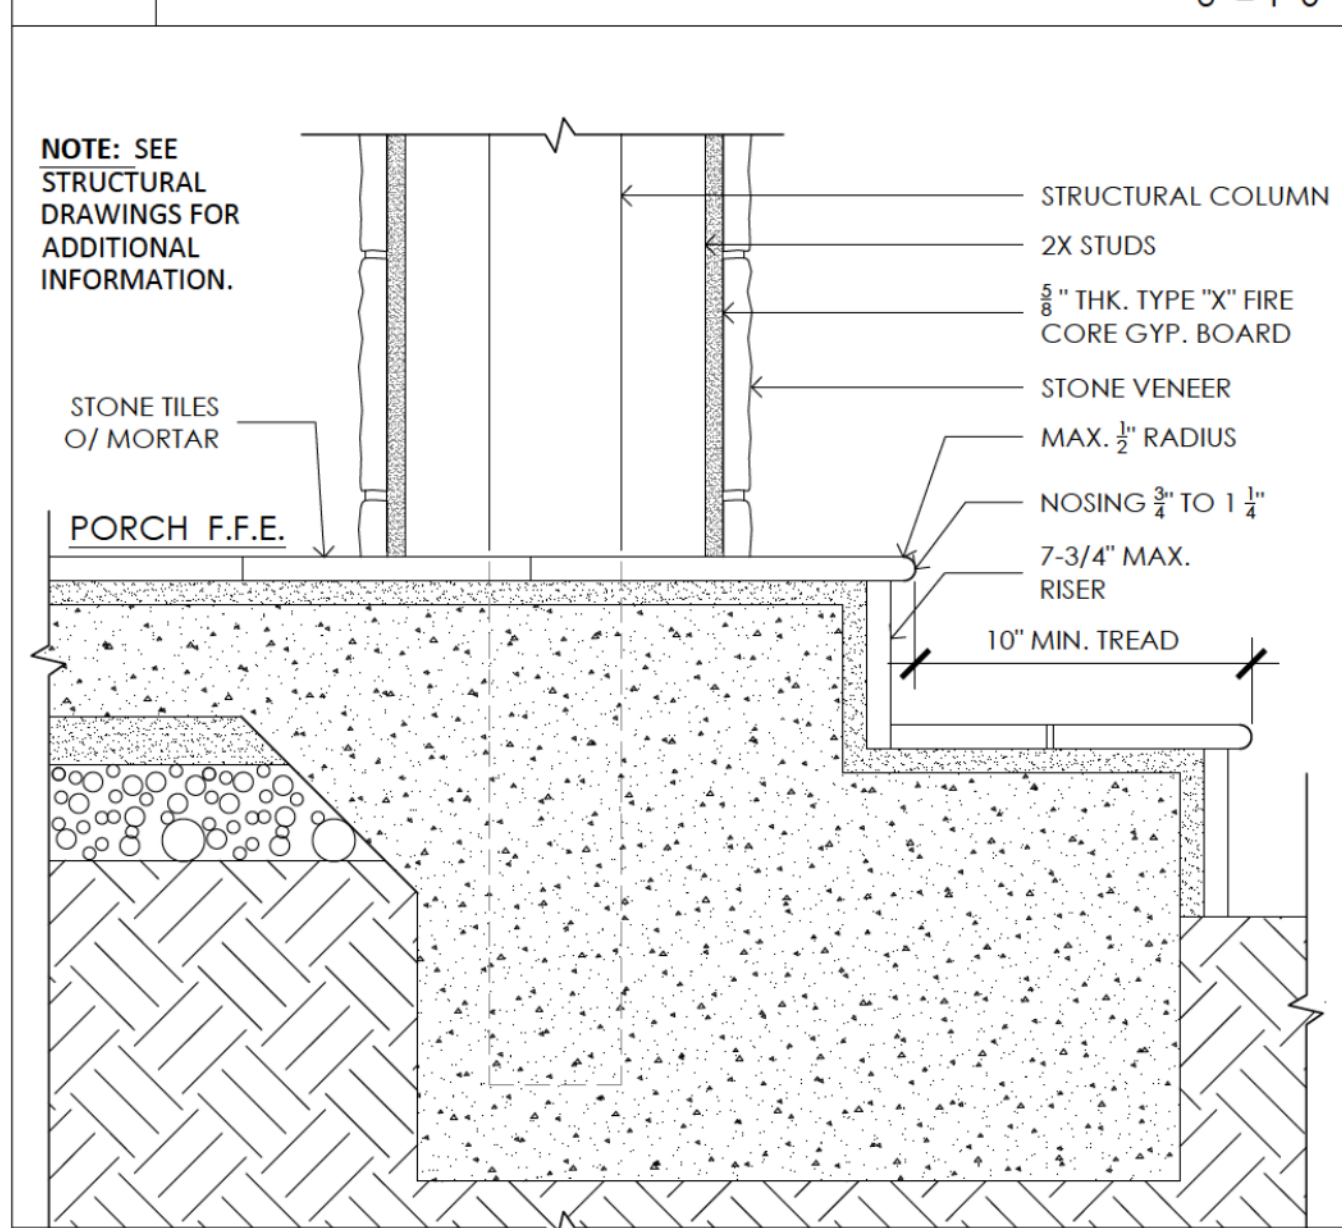 NOTE: SEE
STRUCTURAL
DRAWINGS FOR
ADDITIONAL
INFORMATION.
STONE TILES
O/ MORTAR
PORCH F.F.E.
STRUCTURAL COLUMN
2X STUDS
5/8" THK. TYPE "X" FIRE
CORE GYP. BOARD
STONE VENEER
MAX. 1/2" RADIUS
NOSING 3/4" TO 1 1/4"
7-3/4" MAX.
RISER
10" MIN. TREAD